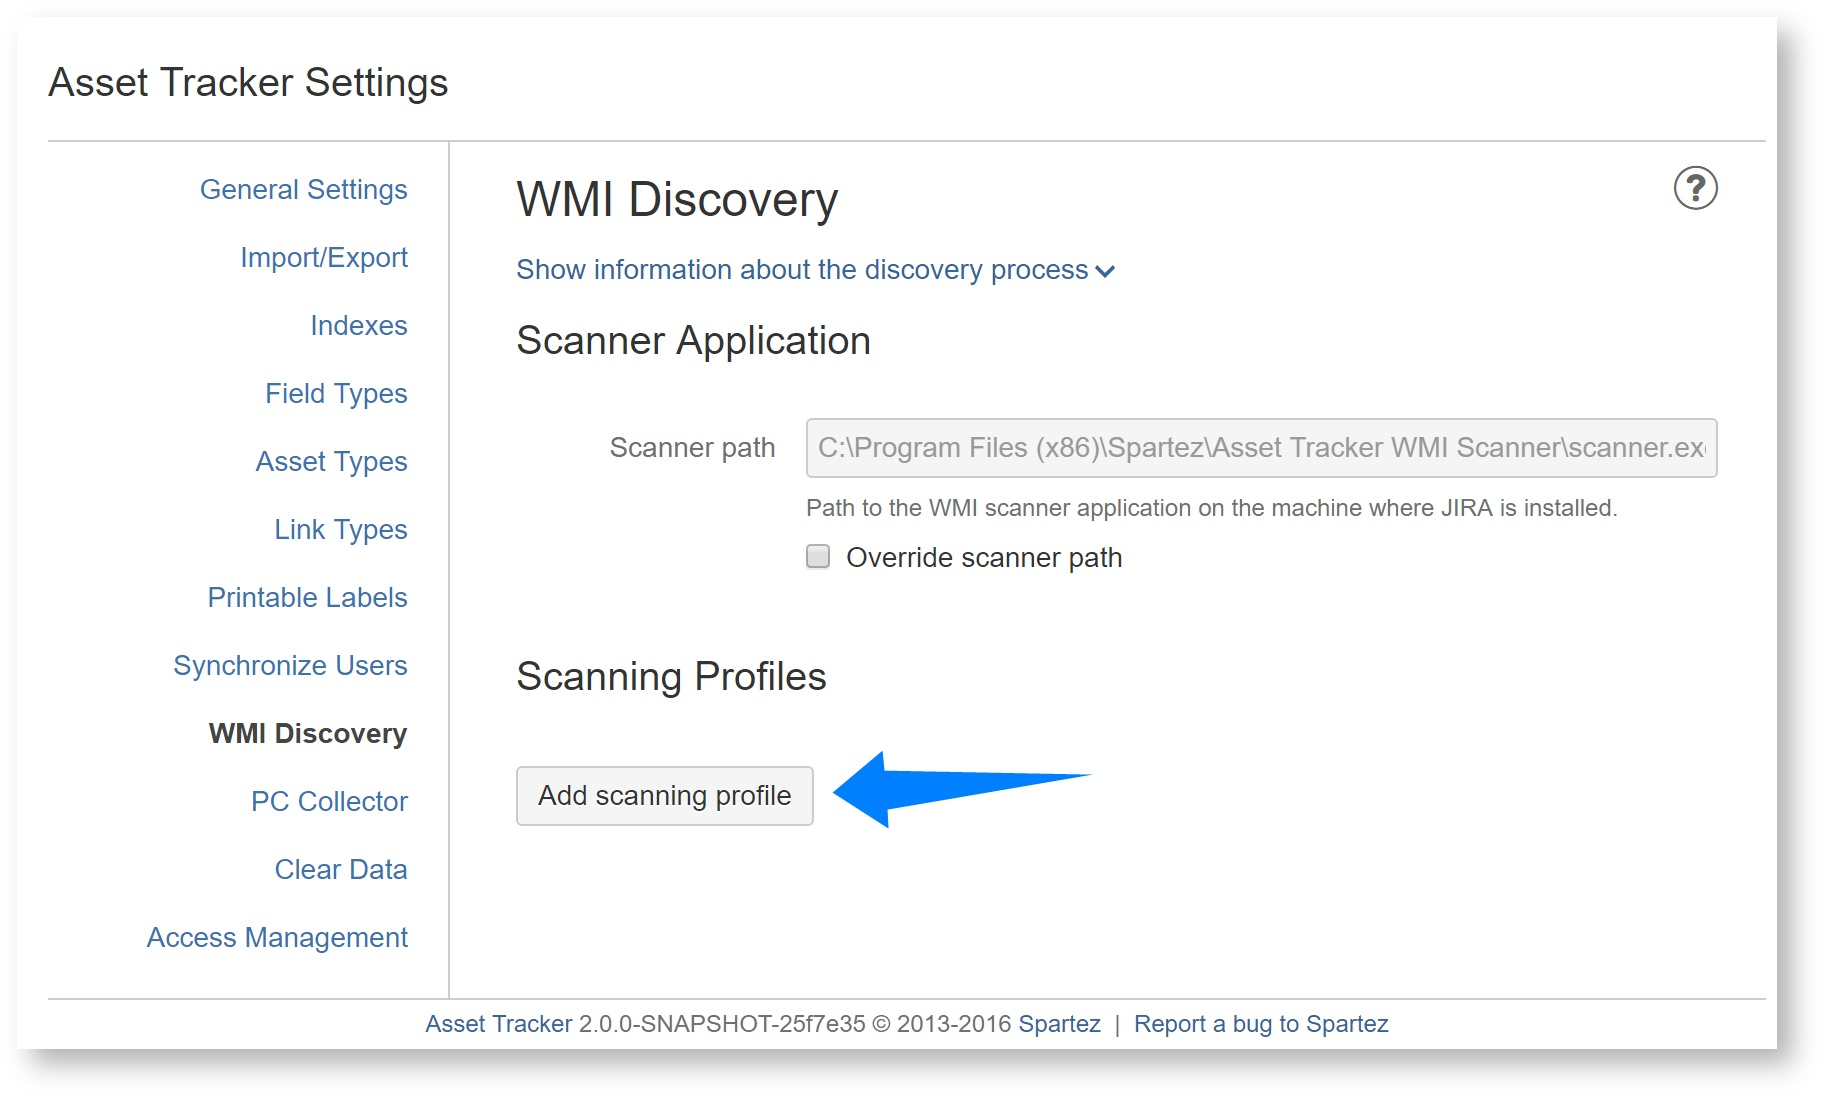 Asset Tracker Settings
General Settings
Import/Export
Indexes
Field Types
Asset Types
Link Types
Printable Labels
Synchronize Users
WMI Discovery
PC Collector
Clear Data
Access Management
WMI Discovery
?
Show information about the discovery process
Scanner Application
Scanner path
C:\Program Files (x86)\Spartez\Asset Tracker WMI Scanner\scanner.exe
Path to the WMI scanner application on the machine where JIRA is installed.
Override scanner path
Scanning Profiles
Add scanning profile
Asset Tracker 2.0.0-SNAPSHOT-25f7e35 © 2013-2016 Spartez | Report a bug to Spartez